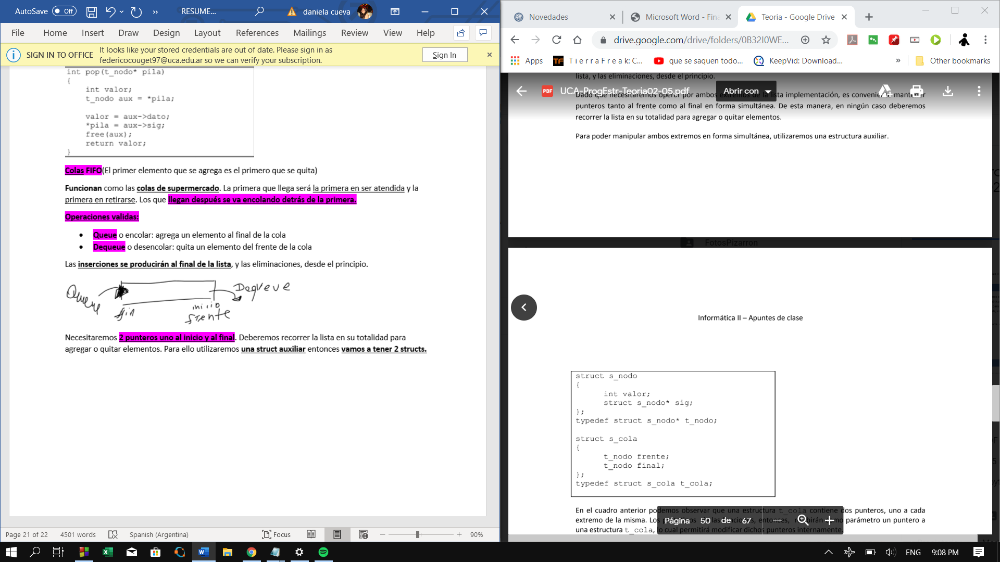 AutoSave Off
RESUME...
daniela cueva
File Home Insert Draw Design Layout References Mailings Review View Help
SIGN IN TO OFFICE It looks like your stored credentials are out of date. Please sign in as
federicocouget97@uca.edu.ar so we can verify your subscription.
Sign In
int pop(t_nodo* pila)
{
int valor;
t_nodo aux = *pila;
valor = aux->dato;
*pila = aux->sig;
free(aux);
return valor;
}
Colas FIFO(El primer elemento que se agrega es el primero que se quita)
Funcionan como las colas de supermercado. La primera que llega será la primera en ser atendida y la
primera en retirarse. Los que llegan después se va encolando detrás de la primera.
Operaciones validas:
• Queue o encolar: agrega un elemento al final de la cola
• Dequeue o desencolar: quita un elemento del frente de la cola
Las inserciones se producirán al final de la lista, y las eliminaciones, desde el principio.
Queue
Dequeue
fin
inicio
frente
Necesitaremos 2 punteros uno al inicio y al final. Deberemos recorrer la lista en su totalidad para
agregar o quitar elementos. Para ello utilizaremos una struct auxiliar entonces vamos a tener 2 structs.
Page 21 of 22 4501 words Spanish (Argentina) Focus 90%
Novedades
Microsoft Word - Fina
Teoria - Google Drive
drive.google.com/drive/folders/0B32I0WE...
Apps T i e r r a F r e a k: C... que se saquen todo... KeepVid: Download... » Other bookmarks
lista, y las eliminaciones, desde el principio.
PDF UCA-ProgEstr-Teoria02-05.pdf
Abrir con
Dado que necesitaremos operar por ambos extremos de la lista implementación, es conveniente mantener
punteros tanto al frente como al final en forma simultánea. De esta manera, en ningún caso deberemos
recorrer la lista en su totalidad para agregar o quitar elementos.
Para poder manipular ambos extremos en forma simultánea, utilizaremos una estructura auxiliar.
FotosPizarron
Informática II – Apuntes de clase
struct s_nodo
{
int valor;
struct s_nodo* sig;
};
typedef struct s_nodo* t_nodo;
struct s_cola
{
t_nodo frente;
t_nodo final;
};
typedef struct s_cola t_cola;
En el cuadro anterior podemos observar que una estructura t_cola contiene dos punteros, uno a cada
extremo de la misma. Los entonces, parámetro un puntero a
una estructura t_cola, lo cual permitirá modificar dichos punteros internamente.
Página 50 de 67
ENG 9:08 PM